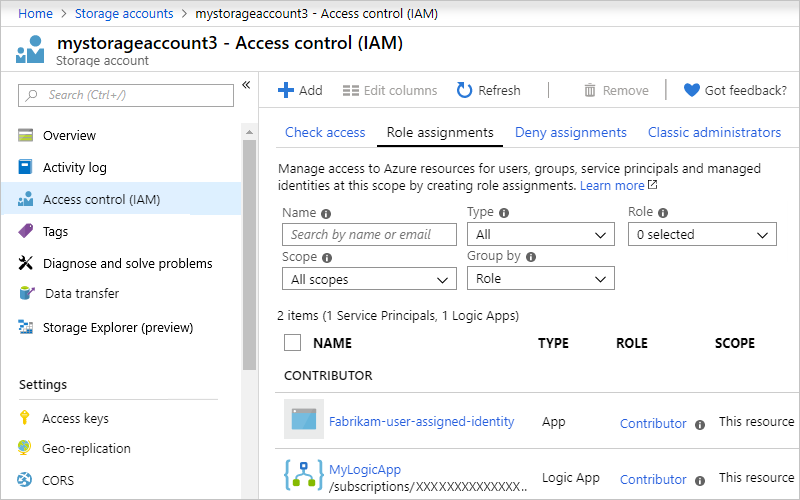 Home > Storage accounts > mystorageaccount3 - Access control (IAM)
mystorageaccount3 - Access control (IAM)
Storage account
Search (Ctrl+/)
«
Overview
Activity log
Access control (IAM)
Tags
Diagnose and solve problems
Data transfer
Storage Explorer (preview)
Settings
Access keys
Geo-replication
CORS
Add Edit columns Refresh Remove Got feedback?
Check access Role assignments Deny assignments Classic administrators
Manage access to Azure resources for users, groups, service principals and managed
identities at this scope by creating role assignments. Learn more
Name Type Role
Search by name or email All 0 selected
Scope Group by
All scopes Role
2 items (1 Service Principals, 1 Logic Apps)
NAME TYPE ROLE SCOPE
CONTRIBUTOR
Fabrikam-user-assigned-identity App Contributor This resource
MyLogicApp Logic App Contributor This resource
/subscriptions/XXXXXXXXXXXXXX...